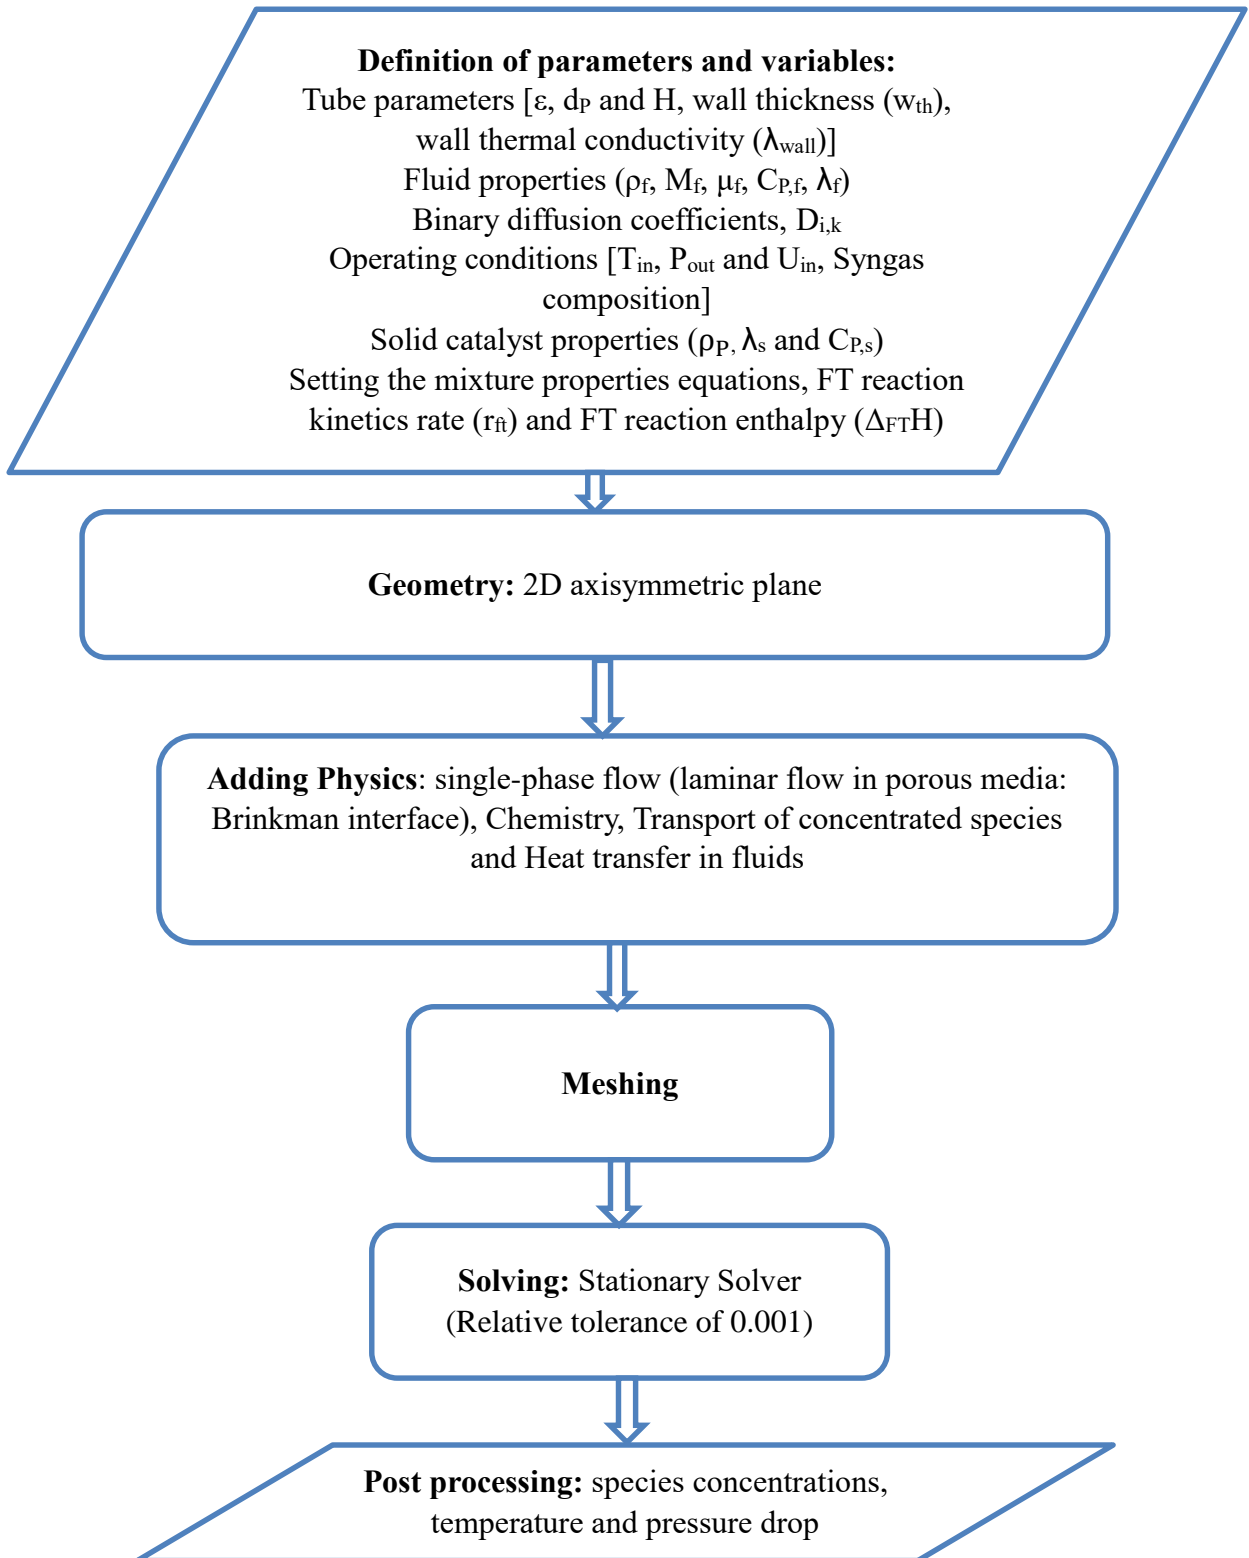 Definition of parameters and variables:
Tube parameters [ε, dP and H, wall thickness (wth),
wall thermal conductivity (λwall)]
Fluid properties (ρf, Mf, μf, CP,f, λf)
Binary diffusion coefficients, Di,k
Operating conditions [Tin, Pout and Uin, Syngas
composition]
Solid catalyst properties (ρP, λs and CP,s)
Setting the mixture properties equations, FT reaction
kinetics rate (rft) and FT reaction enthalpy (ΔFTH)
Geometry: 2D axisymmetric plane
Adding Physics: single-phase flow (laminar flow in porous media:
Brinkman interface), Chemistry, Transport of concentrated species
and Heat transfer in fluids
Meshing
Solving: Stationary Solver
(Relative tolerance of 0.001)
Post processing: species concentrations,
temperature and pressure drop